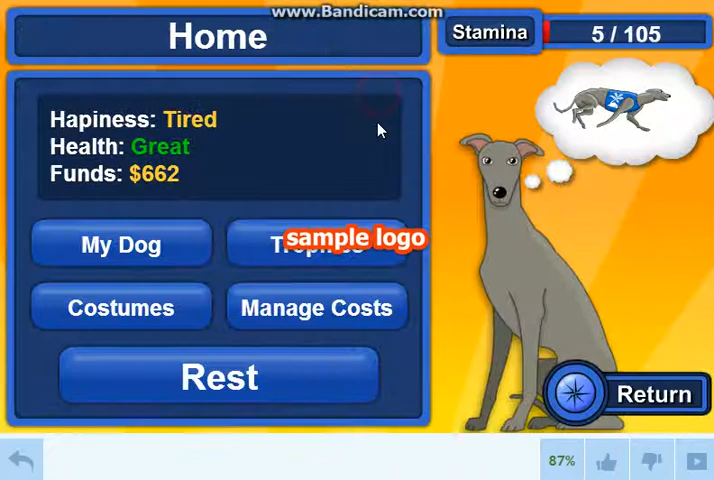 www.Bandicam.com
Home
Stamina
5 / 105
Hapiness: Tired
Health: Great
Funds: $662
My Dog
sample logo
Costumes
Manage Costs
Rest
Return
87%